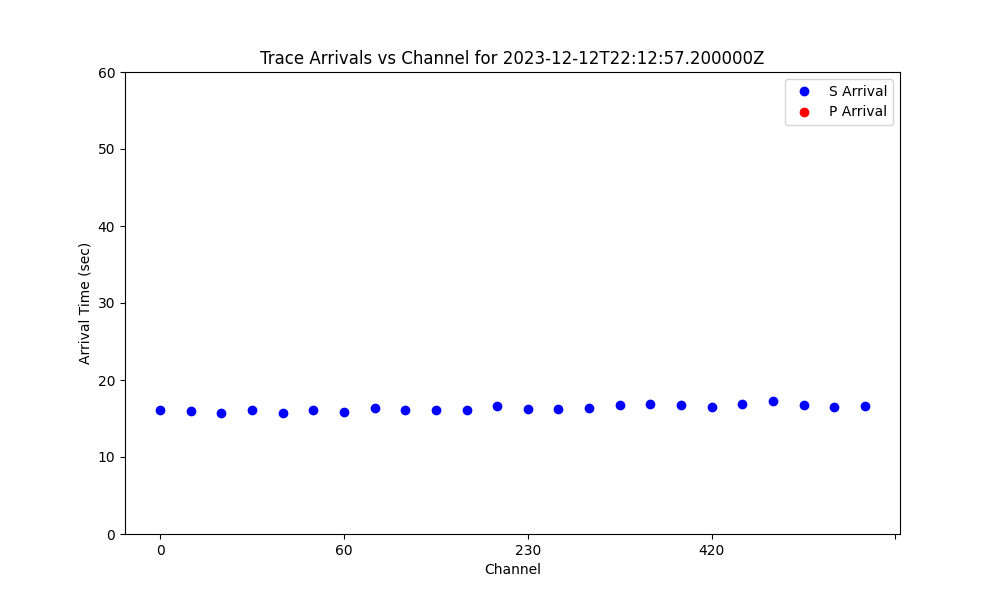 Trace Arrivals vs Channel for 2023-12-12T22:12:57.200000Z
S Arrival
P Arrival
60
50
40
30
20
10
0
Arrival Time (sec)
0 60 230 420
Channel